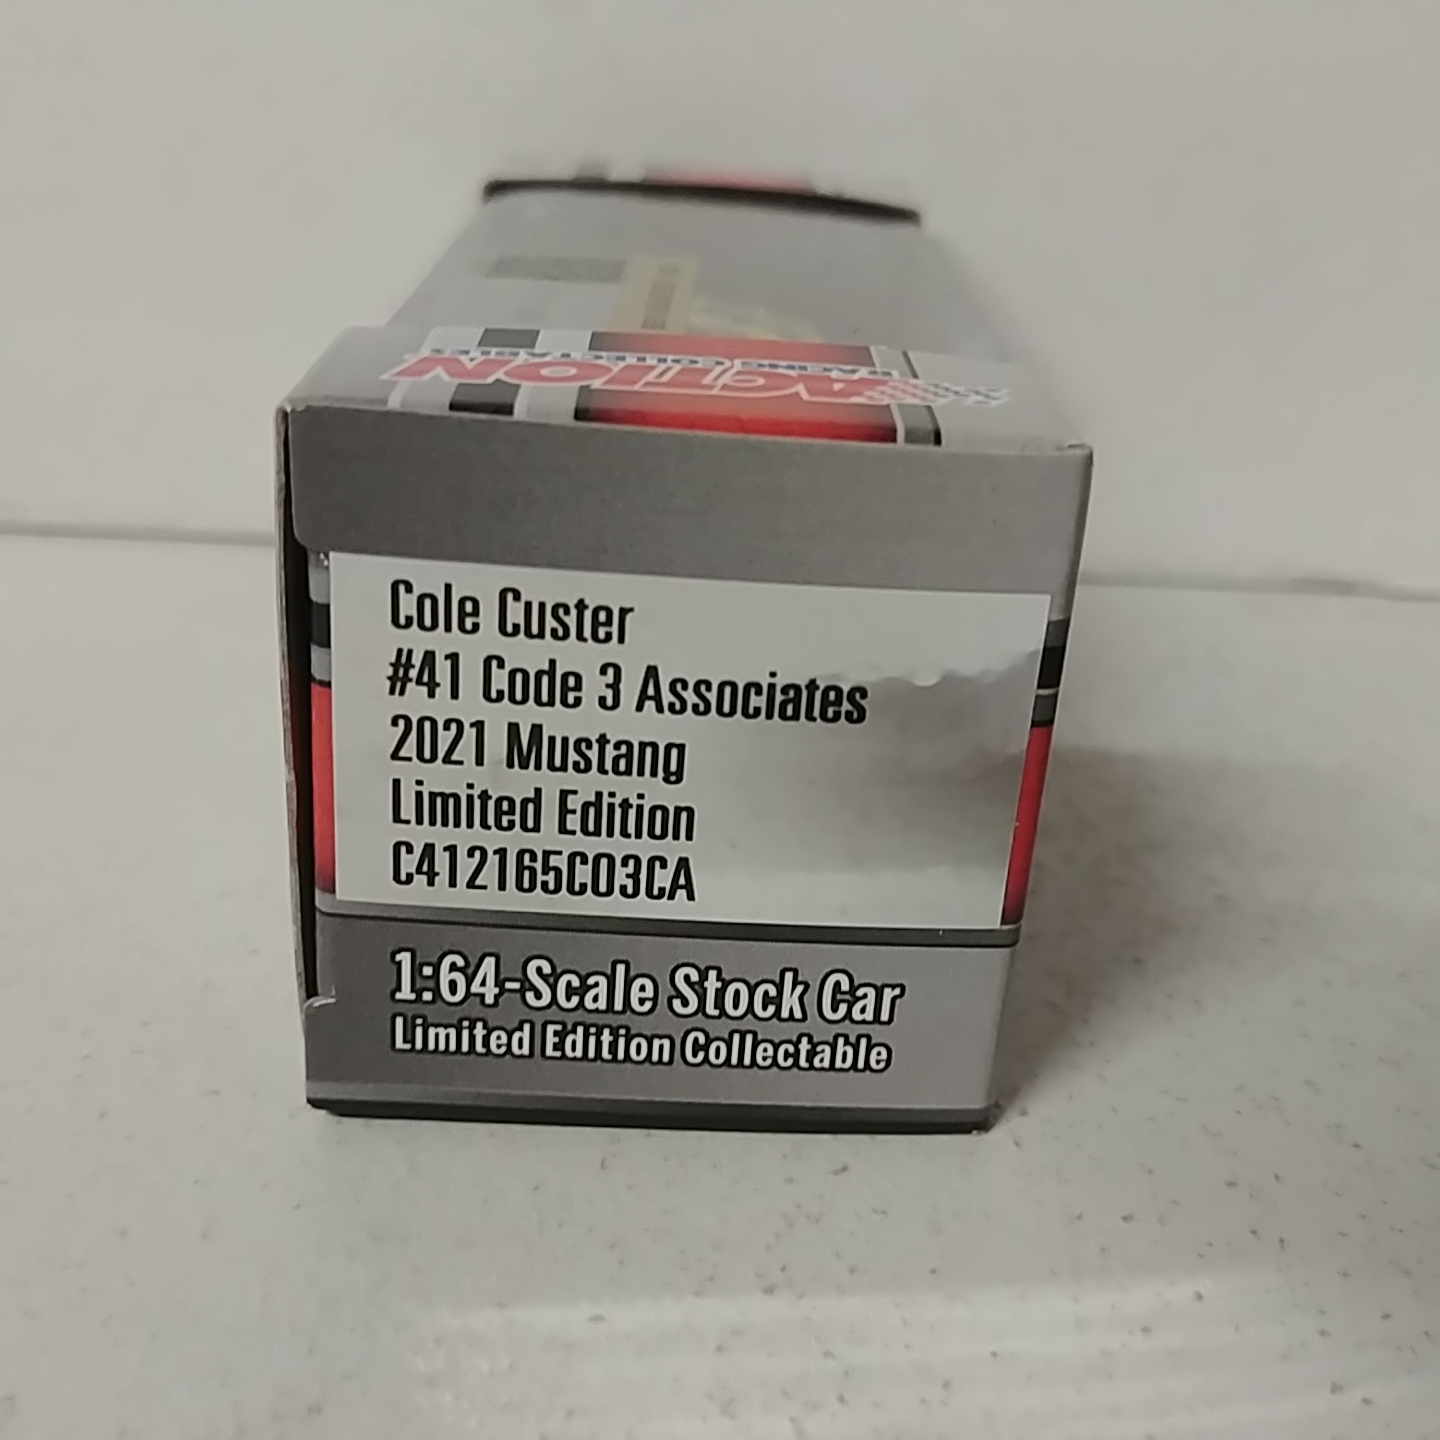 ACTION
RACING COLLECTABLES
Cole Custer
#41 Code 3 Associates
2021 Mustang
Limited Edition
C412165C03CA
1:64-Scale Stock Car
Limited Edition Collectable